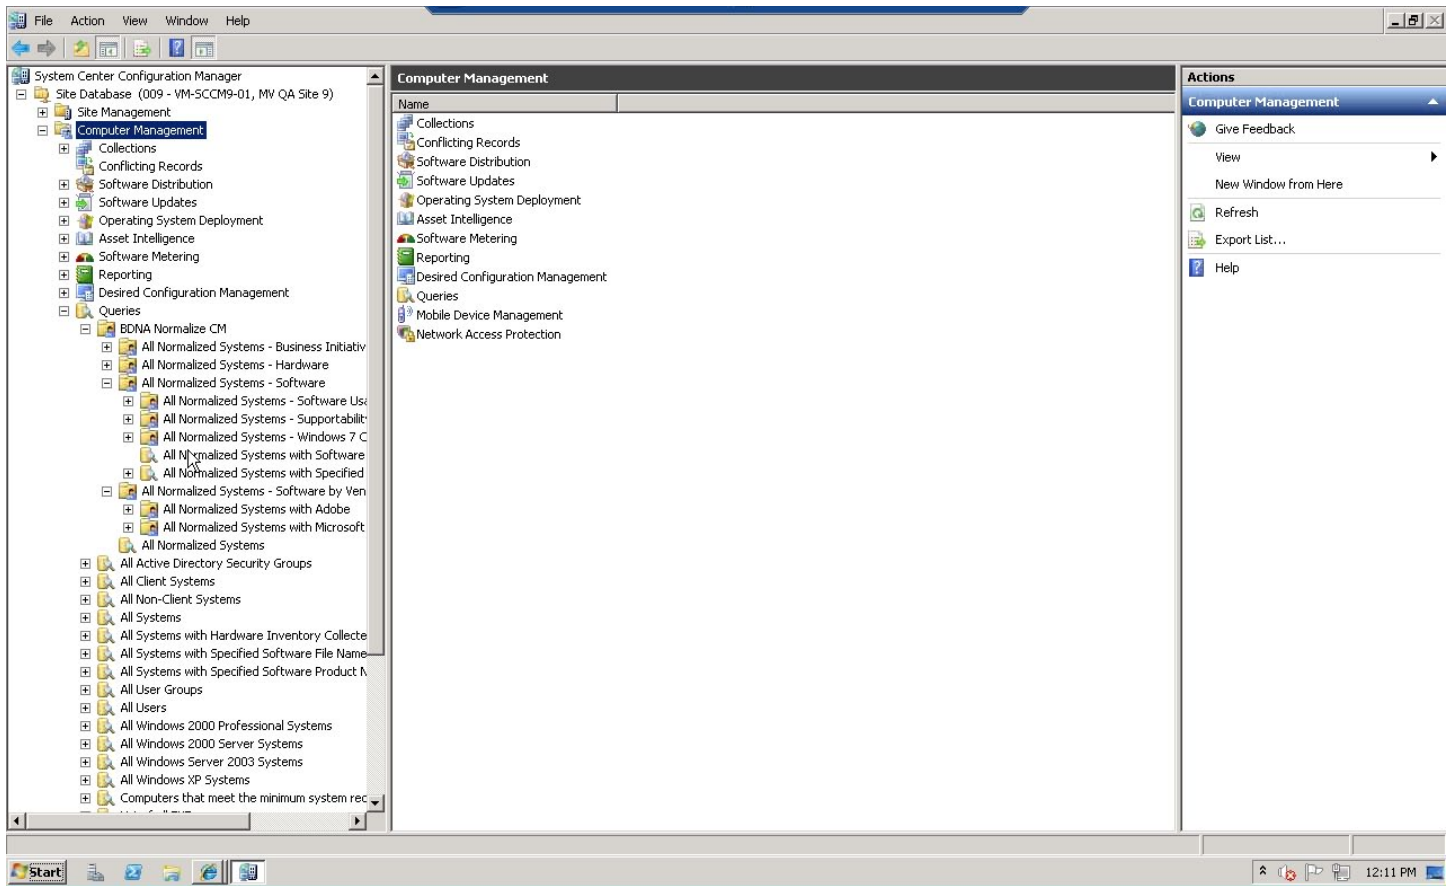 File Action View Window Help
System Center Configuration Manager
Site Database (009 - VM-SCCM9-01, MV QA Site 9)
Site Management
Computer Management
Collections
Conflicting Records
Software Distribution
Software Updates
Operating System Deployment
Asset Intelligence
Software Metering
Reporting
Desired Configuration Management
Queries
BDNA Normalize CM
All Normalized Systems - Business Initiativ
All Normalized Systems - Hardware
All Normalized Systems - Software
All Normalized Systems - Software Usa
All Normalized Systems - Supportabilit
All Normalized Systems - Windows 7 C
All Normalized Systems with Software
All Normalized Systems with Specified
All Normalized Systems - Software by Ven
All Normalized Systems with Adobe
All Normalized Systems with Microsoft
All Normalized Systems
All Active Directory Security Groups
All Client Systems
All Non-Client Systems
All Systems
All Systems with Hardware Inventory Collecte
All Systems with Specified Software File Name
All Systems with Specified Software Product N
All User Groups
All Users
All Windows 2000 Professional Systems
All Windows 2000 Server Systems
All Windows Server 2003 Systems
All Windows XP Systems
Computers that meet the minimum system rec
Computer Management
Name
Collections
Conflicting Records
Software Distribution
Software Updates
Operating System Deployment
Asset Intelligence
Software Metering
Reporting
Desired Configuration Management
Queries
Mobile Device Management
Network Access Protection
Actions
Computer Management
Give Feedback
View
New Window from Here
Refresh
Export List...
Help
Start
12:11 PM